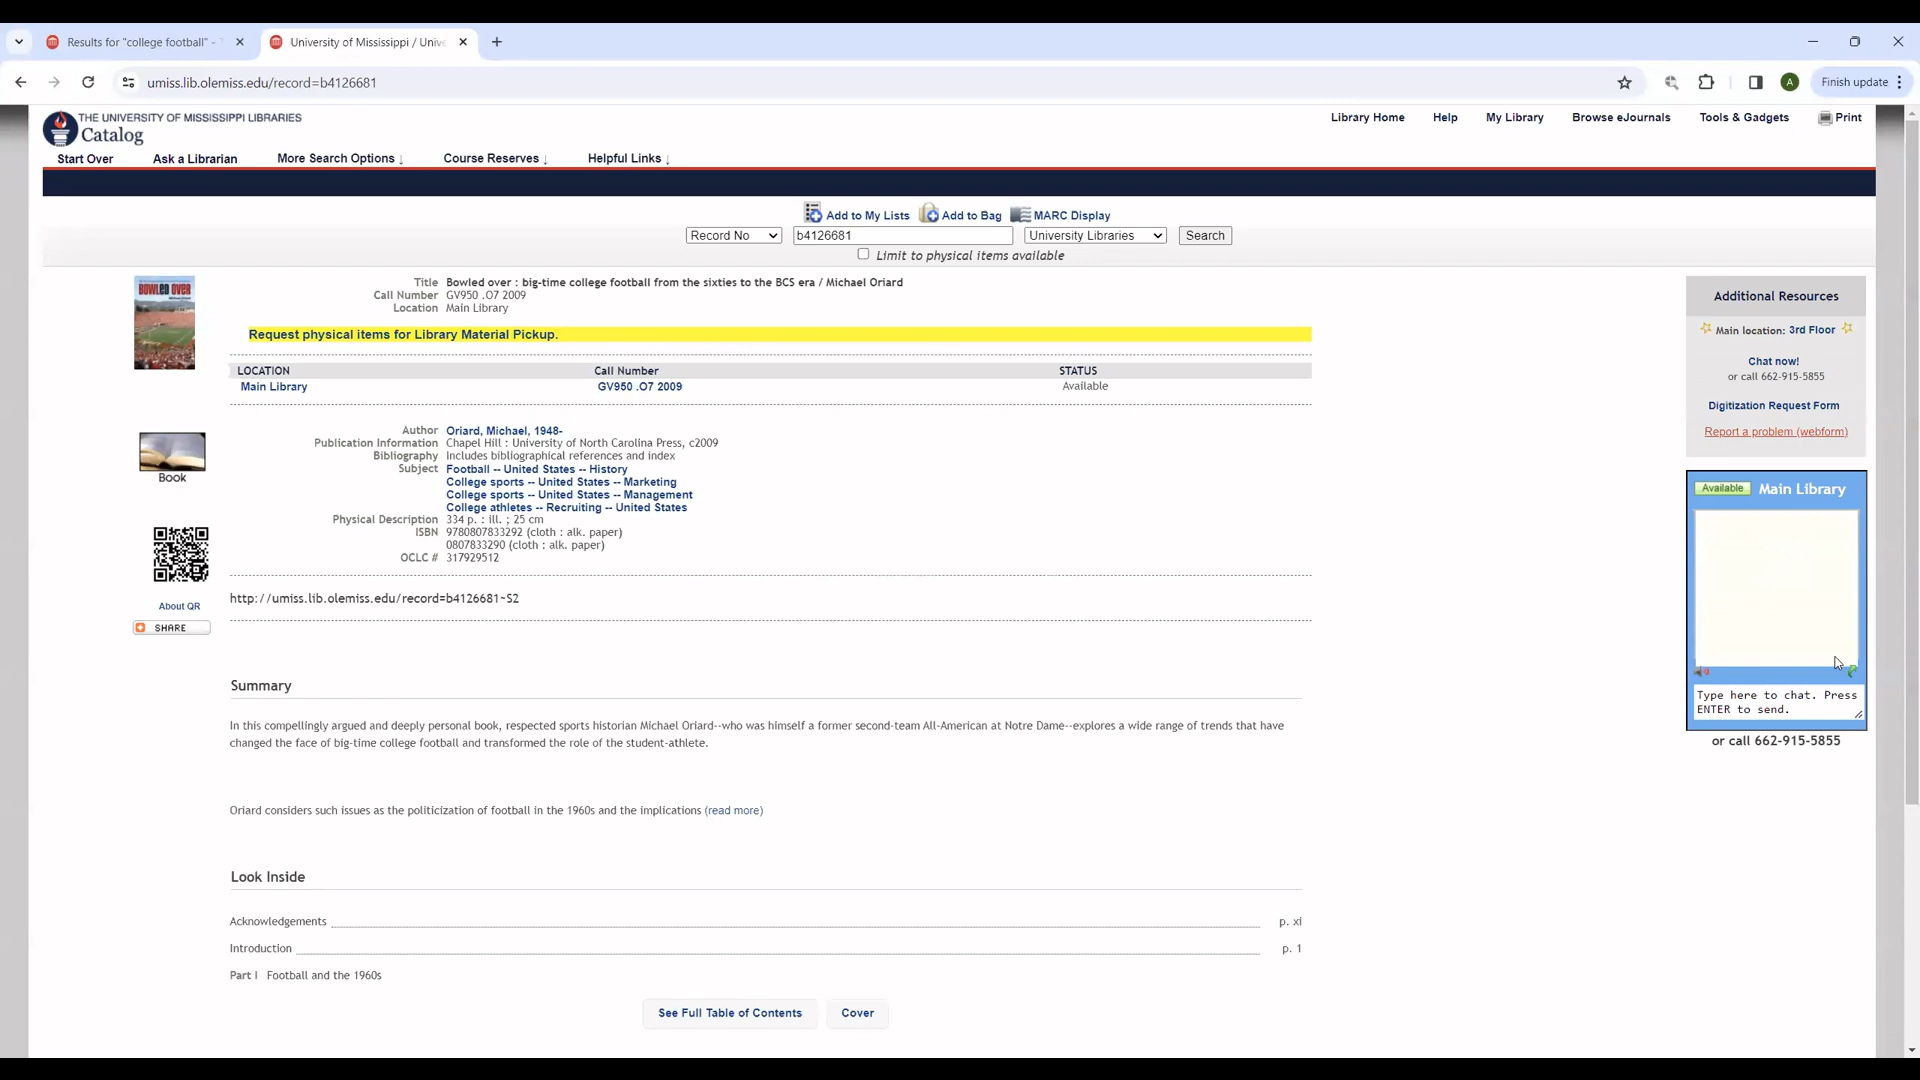 Results for "college football" -
University of Mississippi / Unive
umiss.lib.olemiss.edu/record=b4126681
A
Finish update
THE UNIVERSITY OF MISSISSIPPI LIBRARIES
Catalog
Library Home
Help
My Library
Browse eJournals
Tools & Gadgets
Print
Start Over
Ask a Librarian
More Search Options ↓
Course Reserves ↓
Helpful Links ↓
Add to My Lists
Add to Bag
MARC Display
Record No
b4126681
University Libraries
Search
Limit to physical items available
BOWLED OVER
Title Bowled over : big-time college football from the sixties to the BCS era / Michael Oriard
Call Number GV950 .O7 2009
Location Main Library
Request physical items for Library Material Pickup.
LOCATION Call Number STATUS
Main Library GV950 .O7 2009 Available
Author Oriard, Michael, 1948-
Publication Information Chapel Hill : University of North Carolina Press, c2009
Bibliography Includes bibliographical references and index
Subject Football -- United States -- History
College sports -- United States -- Marketing
College sports -- United States -- Management
College athletes -- Recruiting -- United States
Physical Description 334 p. : ill. ; 25 cm
ISBN 9780807833292 (cloth : alk. paper)
0807833290 (cloth : alk. paper)
OCLC # 317929512
Book
About QR
SHARE
http://umiss.lib.olemiss.edu/record=b4126681~S2
Summary
In this compellingly argued and deeply personal book, respected sports historian Michael Oriard--who was himself a former second-team All-American at Notre Dame--explores a wide range of trends that have
changed the face of big-time college football and transformed the role of the student-athlete.
Oriard considers such issues as the politicization of football in the 1960s and the implications (read more)
Look Inside
Acknowledgements p. xi
Introduction p. 1
Part I Football and the 1960s
See Full Table of Contents
Cover
Additional Resources
Main location: 3rd Floor
Chat now!
or call 662-915-5855
Digitization Request Form
Report a problem (webform)
Available
Main Library
Type here to chat. Press
ENTER to send.
or call 662-915-5855